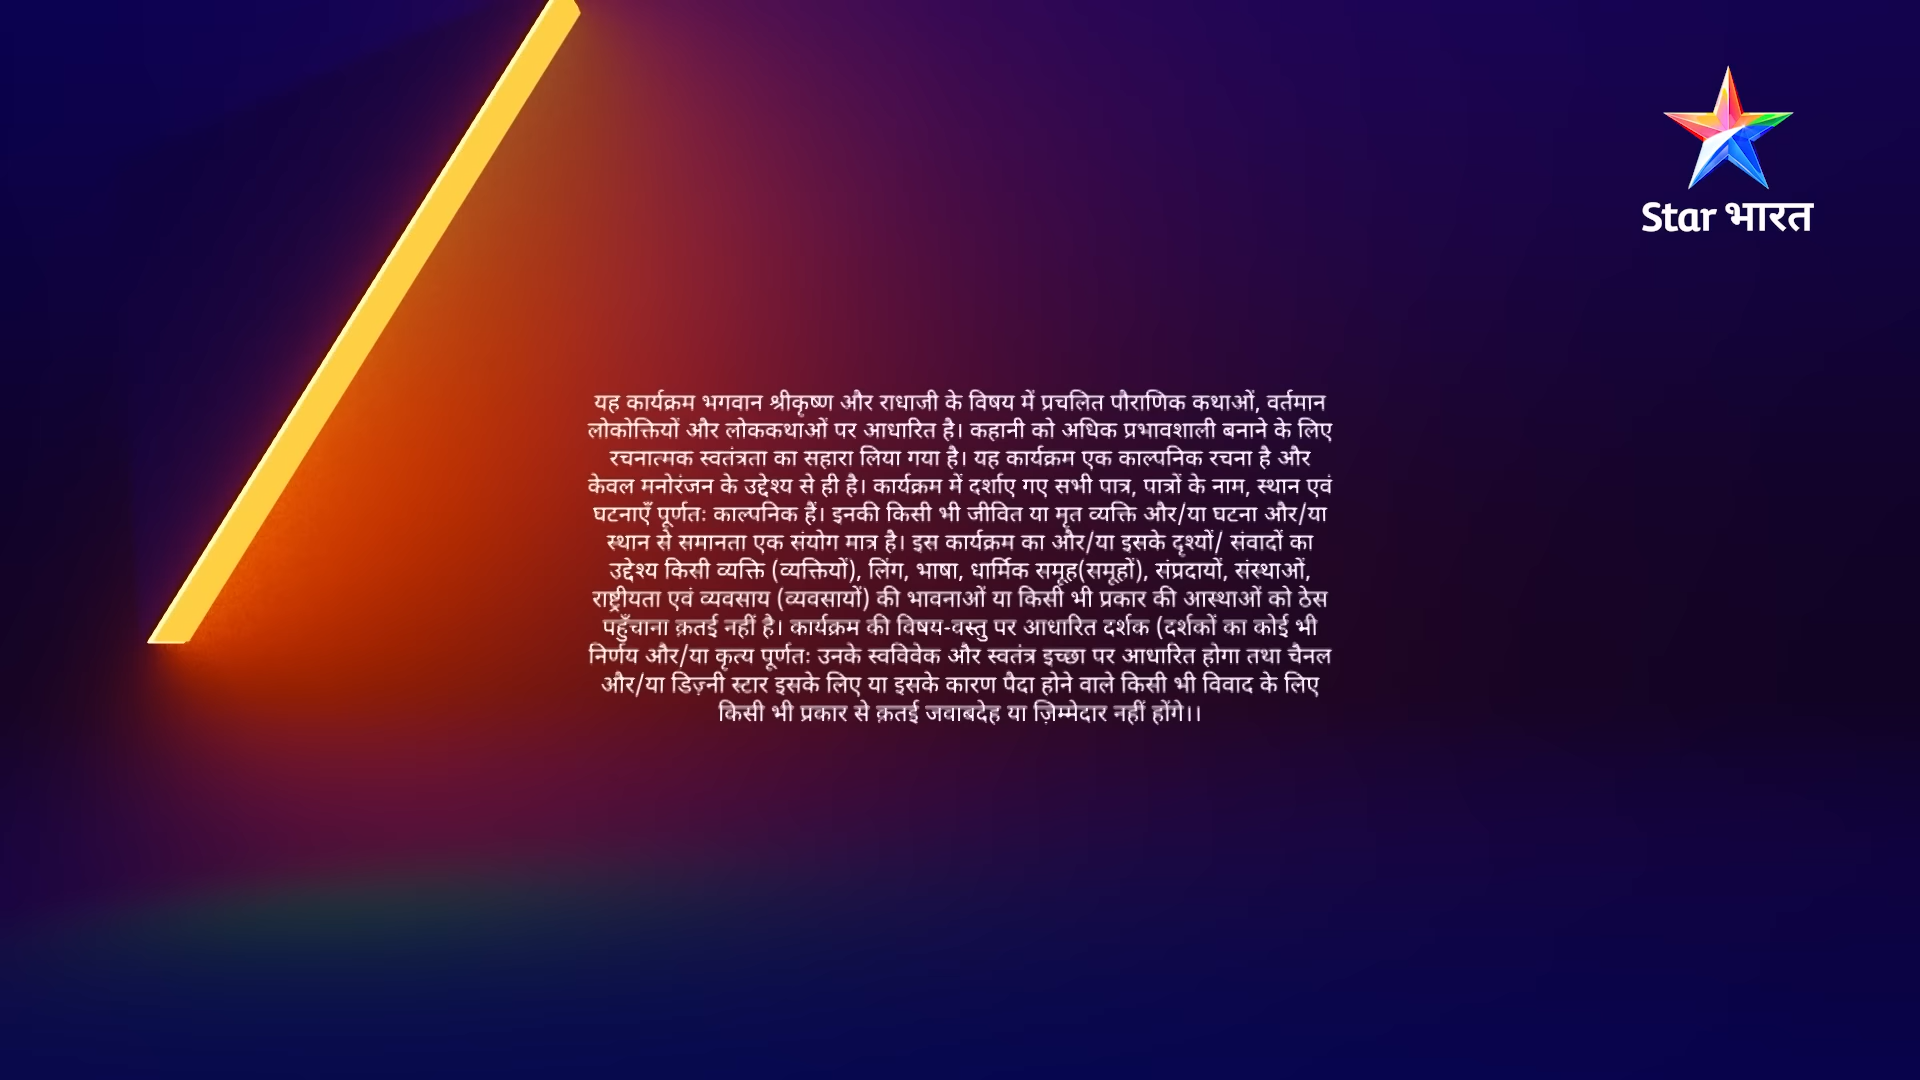 Star भारत
यह कार्यक्रम भगवान श्रीकृष्ण और राधाजी के विषय में प्रचलित पौराणिक कथाओं, वर्तमान
लोकोक्तियों और लोककथाओं पर आधारित है। कहानी को अधिक प्रभावशाली बनाने के लिए
रचनात्मक स्वतंत्रता का सहारा लिया गया है। यह कार्यक्रम एक काल्पनिक रचना है और
केवल मनोरंजन के उद्देश्य से ही है। कार्यक्रम में दर्शाए गए सभी पात्र, पात्रों के नाम, स्थान एवं
घटनाएँ पूर्णतः काल्पनिक हैं। इनकी किसी भी जीवित या मृत व्यक्ति और/या घटना और/या
स्थान से समानता एक संयोग मात्र है। इस कार्यक्रम का और/या इसके दृश्यों/ संवादों का
उद्देश्य किसी व्यक्ति (व्यक्तियों), लिंग, भाषा, धार्मिक समूह(समूहों), संप्रदायों, संस्थाओं,
राष्ट्रीयता एवं व्यवसाय (व्यवसायों) की भावनाओं या किसी भी प्रकार की आस्थाओं को ठेस
पहुँचाना क़तई नहीं है। कार्यक्रम की विषय-वस्तु पर आधारित दर्शक (दर्शकों का कोई भी
निर्णय और/या कृत्य पूर्णतः उनके स्वविवेक और स्वतंत्र इच्छा पर आधारित होगा तथा चैनल
और/या डिज़्नी स्टार इसके लिए या इसके कारण पैदा होने वाले किसी भी विवाद के लिए
किसी भी प्रकार से क़तई जवाबदेह या ज़िम्मेदार नहीं होंगे।।